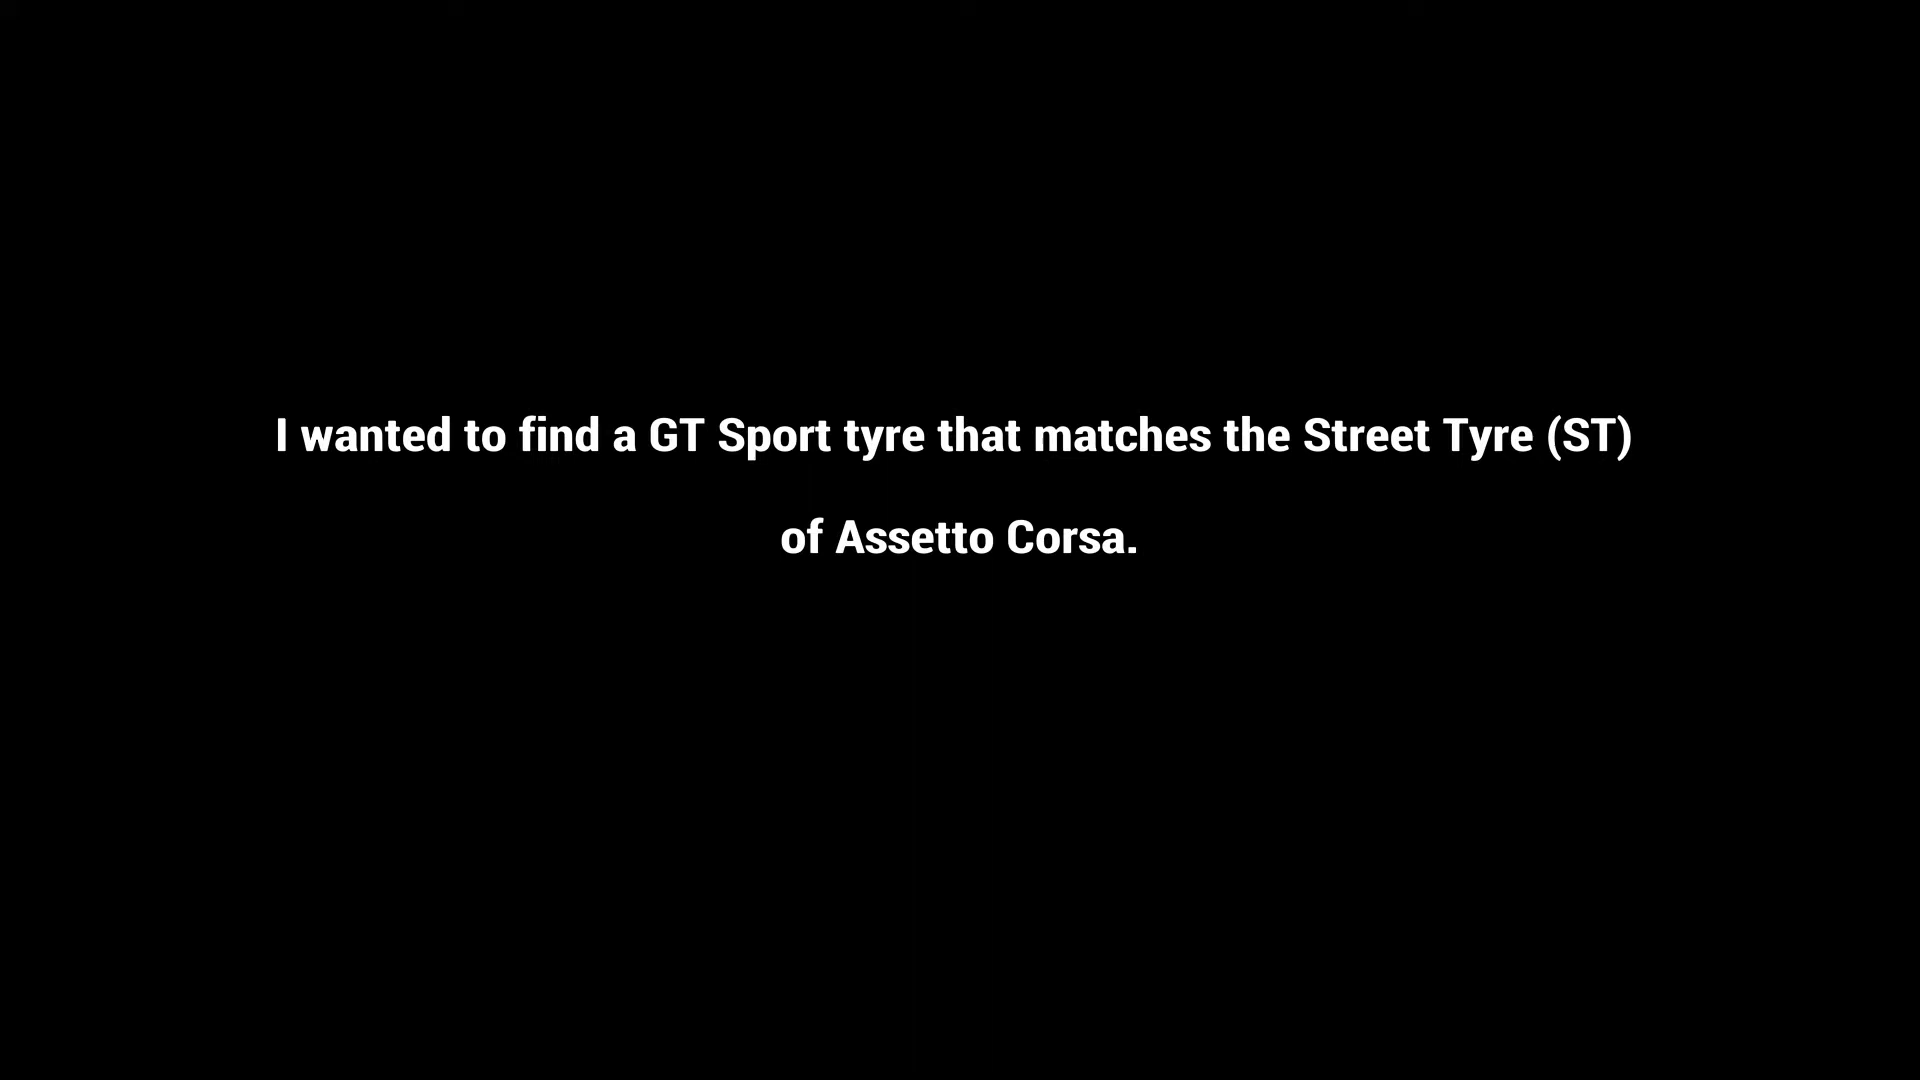 I wanted to find a GT Sport tyre that matches the Street Tyre (ST)
of Assetto Corsa.